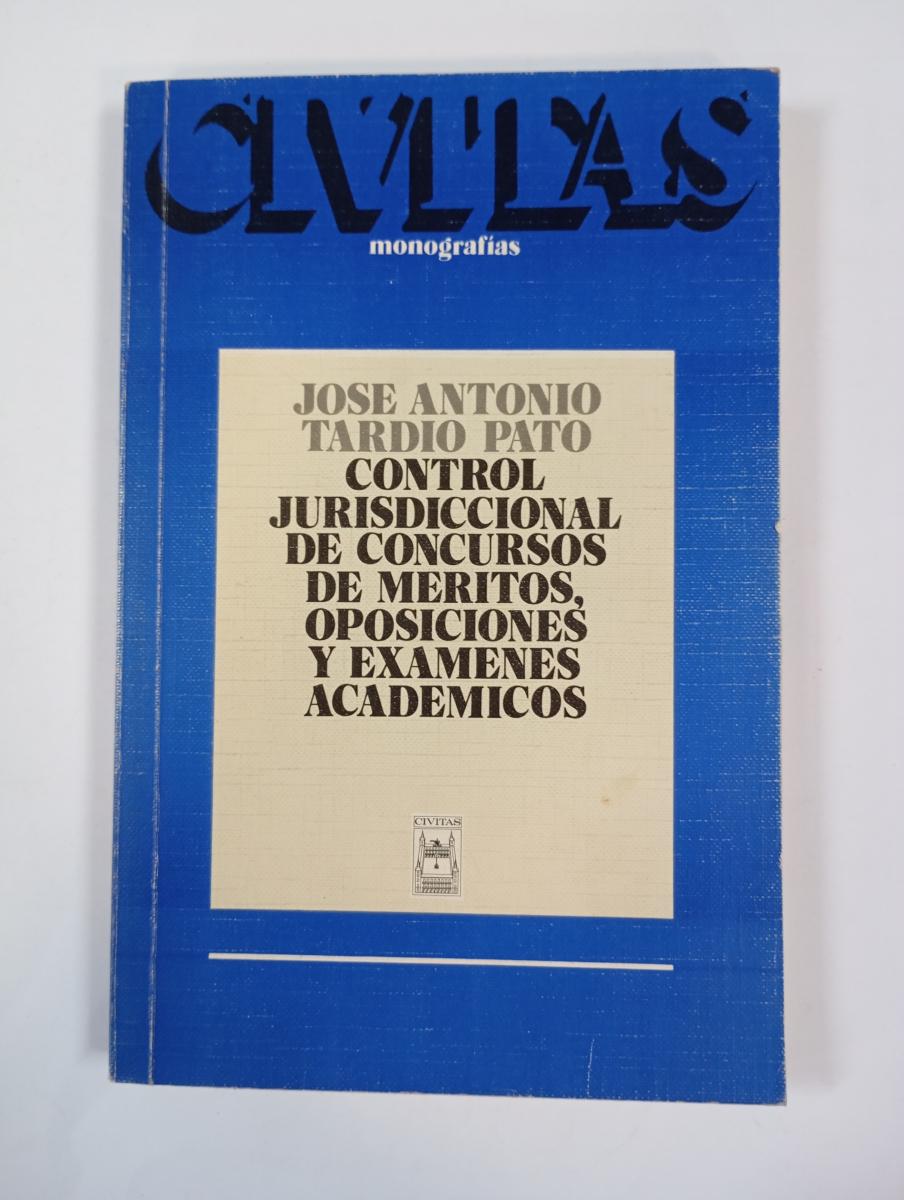 CIVITAS
monografías
JOSE ANTONIO
TARDIO PATO
CONTROL
JURISDICCIONAL
DE CONCURSOS
DE MERITOS,
OPOSICIONES
Y EXAMENES
ACADEMICOS
CIVITAS